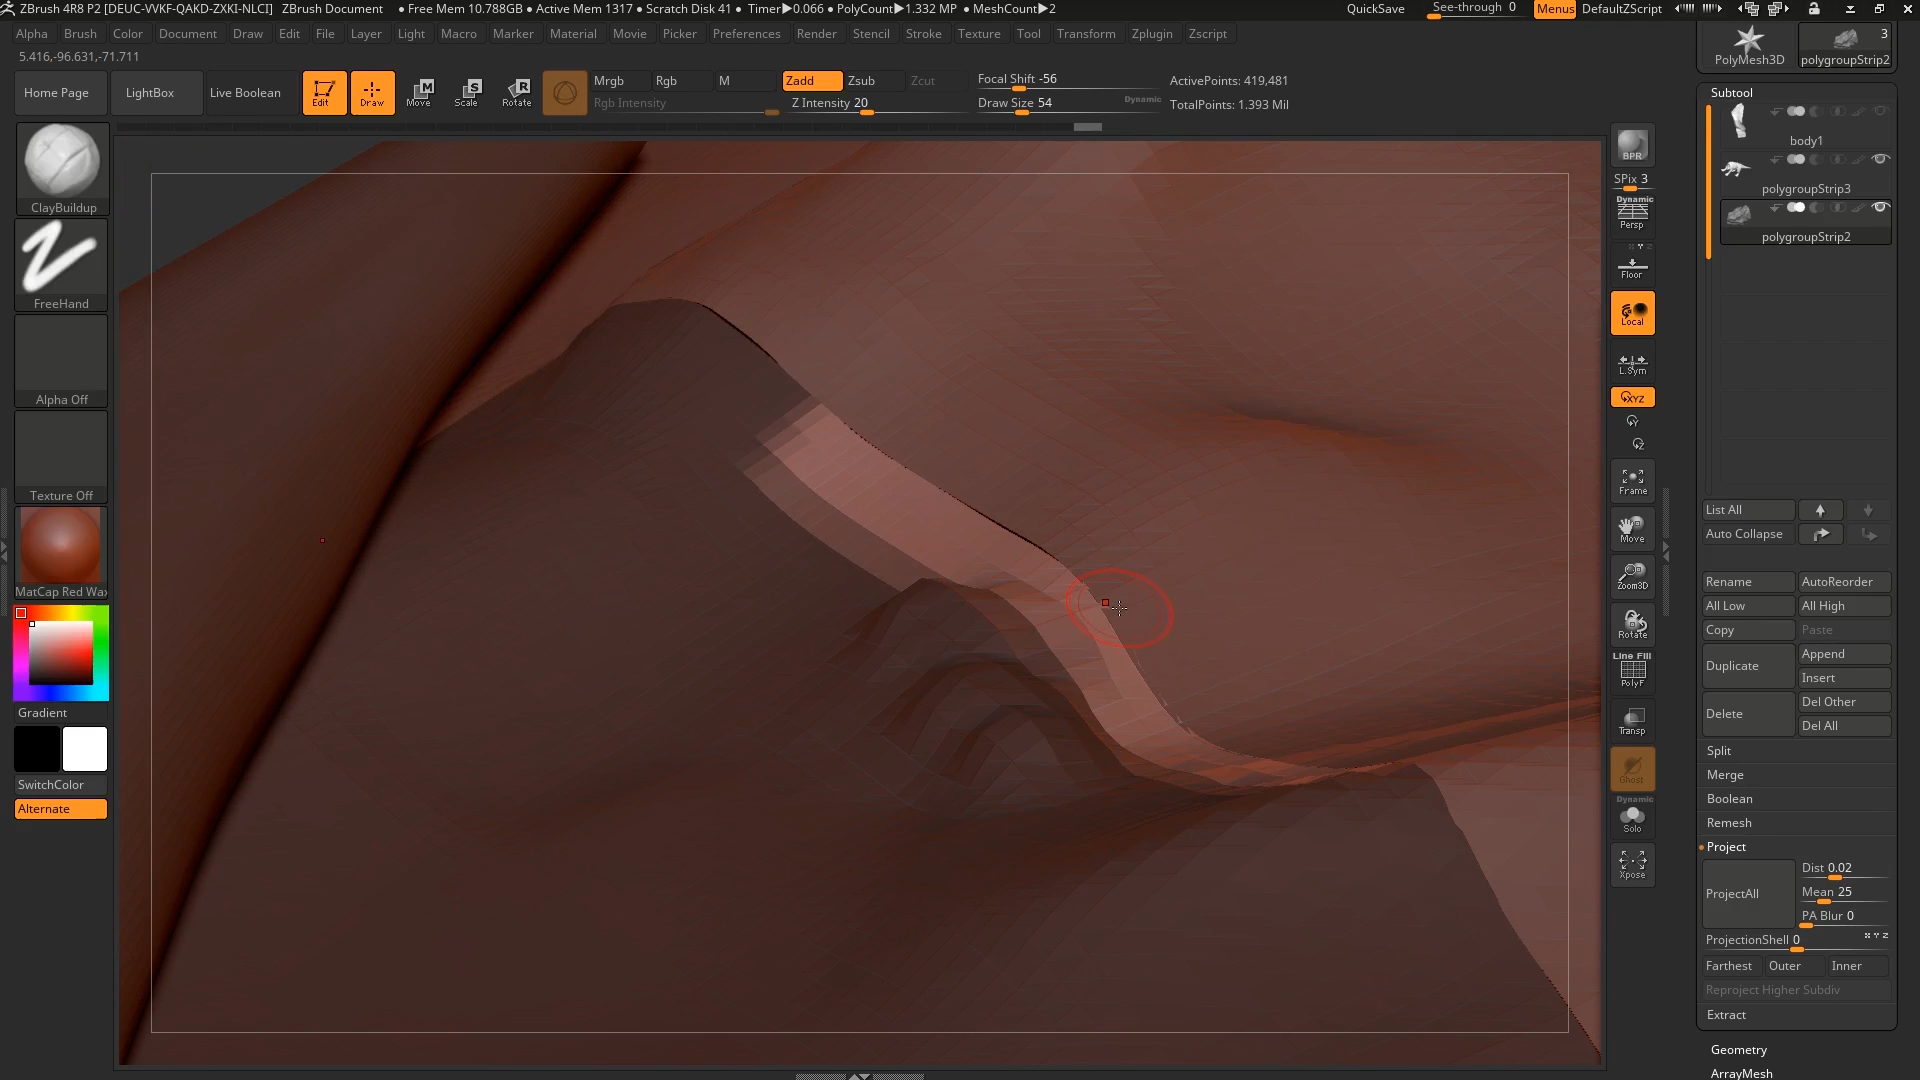 ZBrush 4R8 P2 [DEUC-VVKF-QAKD-ZXKI-NLCI] ZBrush Document • Free Mem 10.788GB • Active Mem 1317 • Scratch Disk 41 • Timer▶0.066 • PolyCount▶1.332 MP • MeshCount▶2 QuickSave See-through 0 Menus DefaultZScript
Alpha Brush Color Document Draw Edit File Layer Light Macro Marker Material Movie Picker Preferences Render Stencil Stroke Texture Tool Transform Zplugin Zscript
5.416,-96.631,-71.711
Home Page LightBox Live Boolean Edit Draw Move Scale Rotate
Mrgb Rgb M Zadd Zsub Zcut
Rgb Intensity Z Intensity 20
Focal Shift -56
Draw Size 54 Dynamic
ActivePoints: 419,481
TotalPoints: 1.393 Mil
ClayBuildup
FreeHand
Alpha Off
Texture Off
MatCap Red Wax
Gradient
SwitchColor
Alternate
BPR
SPix 3
Dynamic
Persp
Floor
Local
L.Sym
XYZ
Y
Z
Frame
Move
Zoom3D
Rotate
Line Fill
PolyF
Transp
Ghost
Dynamic
Solo
Xpose
3
PolyMesh3D polygroupStrip2
Subtool
body1
polygroupStrip3
polygroupStrip2
List All
Auto Collapse
Rename AutoReorder
All Low All High
Copy Paste
Duplicate Append
Insert
Delete Del Other
Del All
Split
Merge
Boolean
Remesh
Project
ProjectAll Dist 0.02
Mean 25
PA Blur 0
ProjectionShell 0 X Y Z
Farthest Outer Inner
Reproject Higher Subdiv
Extract
Geometry
ArrayMesh